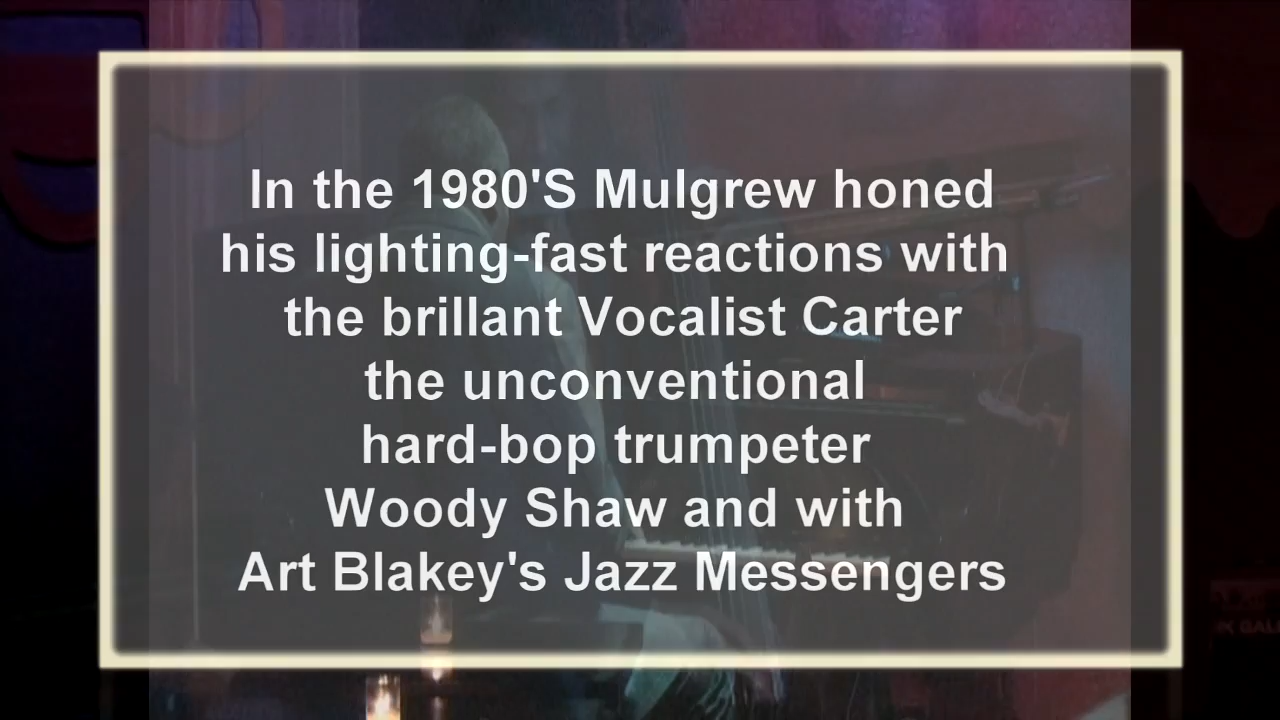 In the 1980'S Mulgrew honed
his lighting-fast reactions with
the brillant Vocalist Carter
the unconventional
hard-bop trumpeter
Woody Shaw and with
Art Blakey's Jazz Messengers